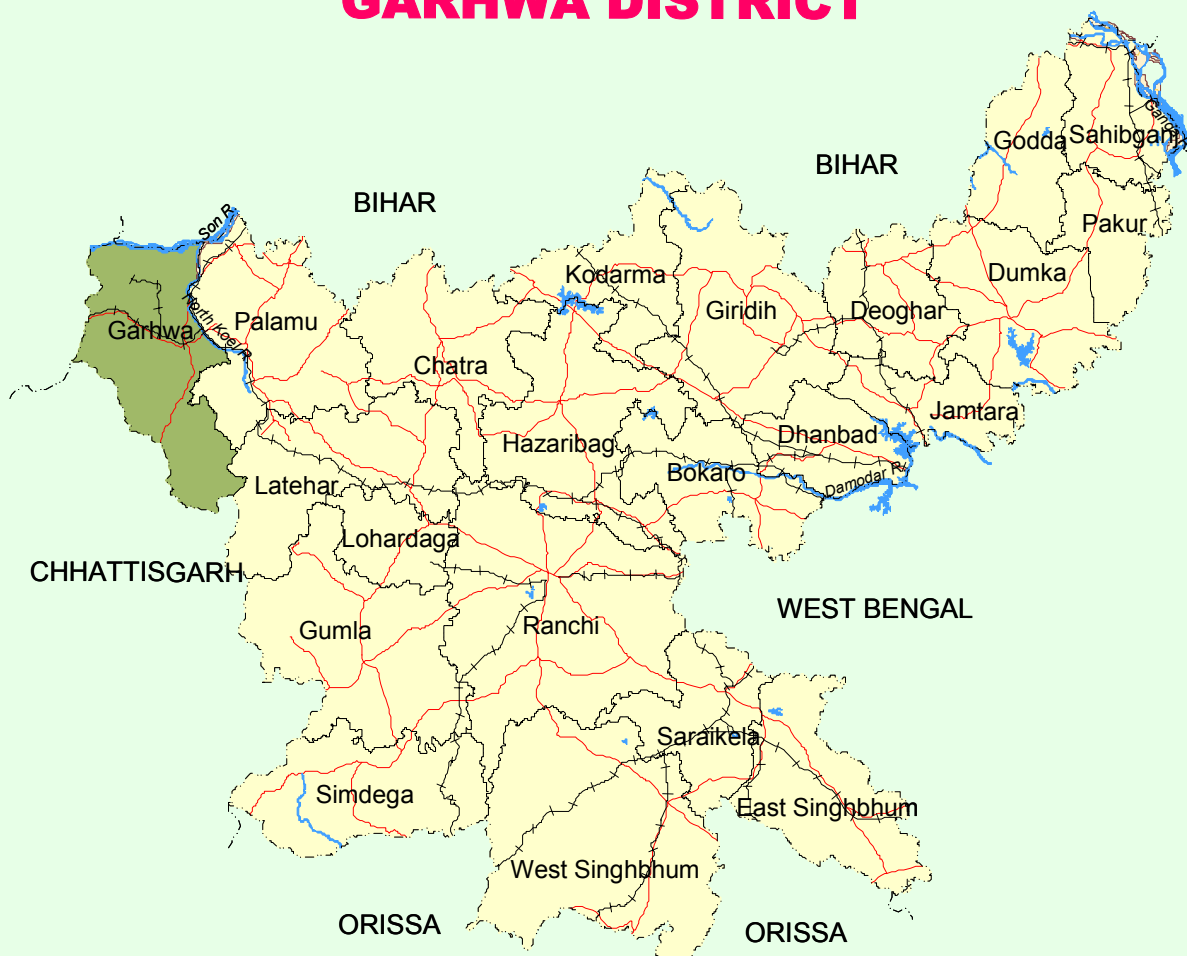 GARHWA DISTRICT
BIHAR
BIHAR
Godda
Sahibganj
Ganga R
Pakur
Son R
Kodarma
Dumka
Giridih
Deoghar
Garhwa
North Koel R
Palamu
Chatra
Jamtara
Hazaribag
Dhanbad
Bokaro
Damodar R
Latehar
Lohardaga
CHHATTISGARH
WEST BENGAL
Gumla
Ranchi
Saraikela
Simdega
East Singhbhum
West Singhbhum
ORISSA
ORISSA